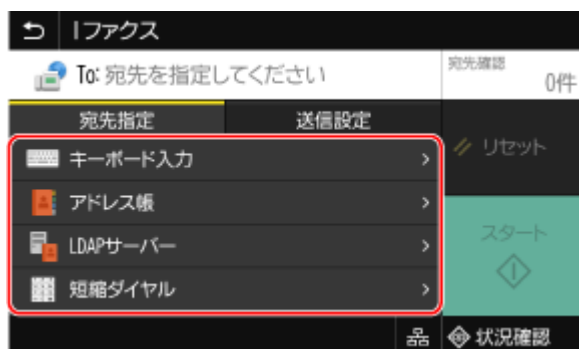 Iファクス
To: 宛先を指定してください
宛先確認
0件
宛先指定
送信設定
リセット
キーボード入力
アドレス帳
LDAPサーバー
短縮ダイヤル
スタート
状況確認